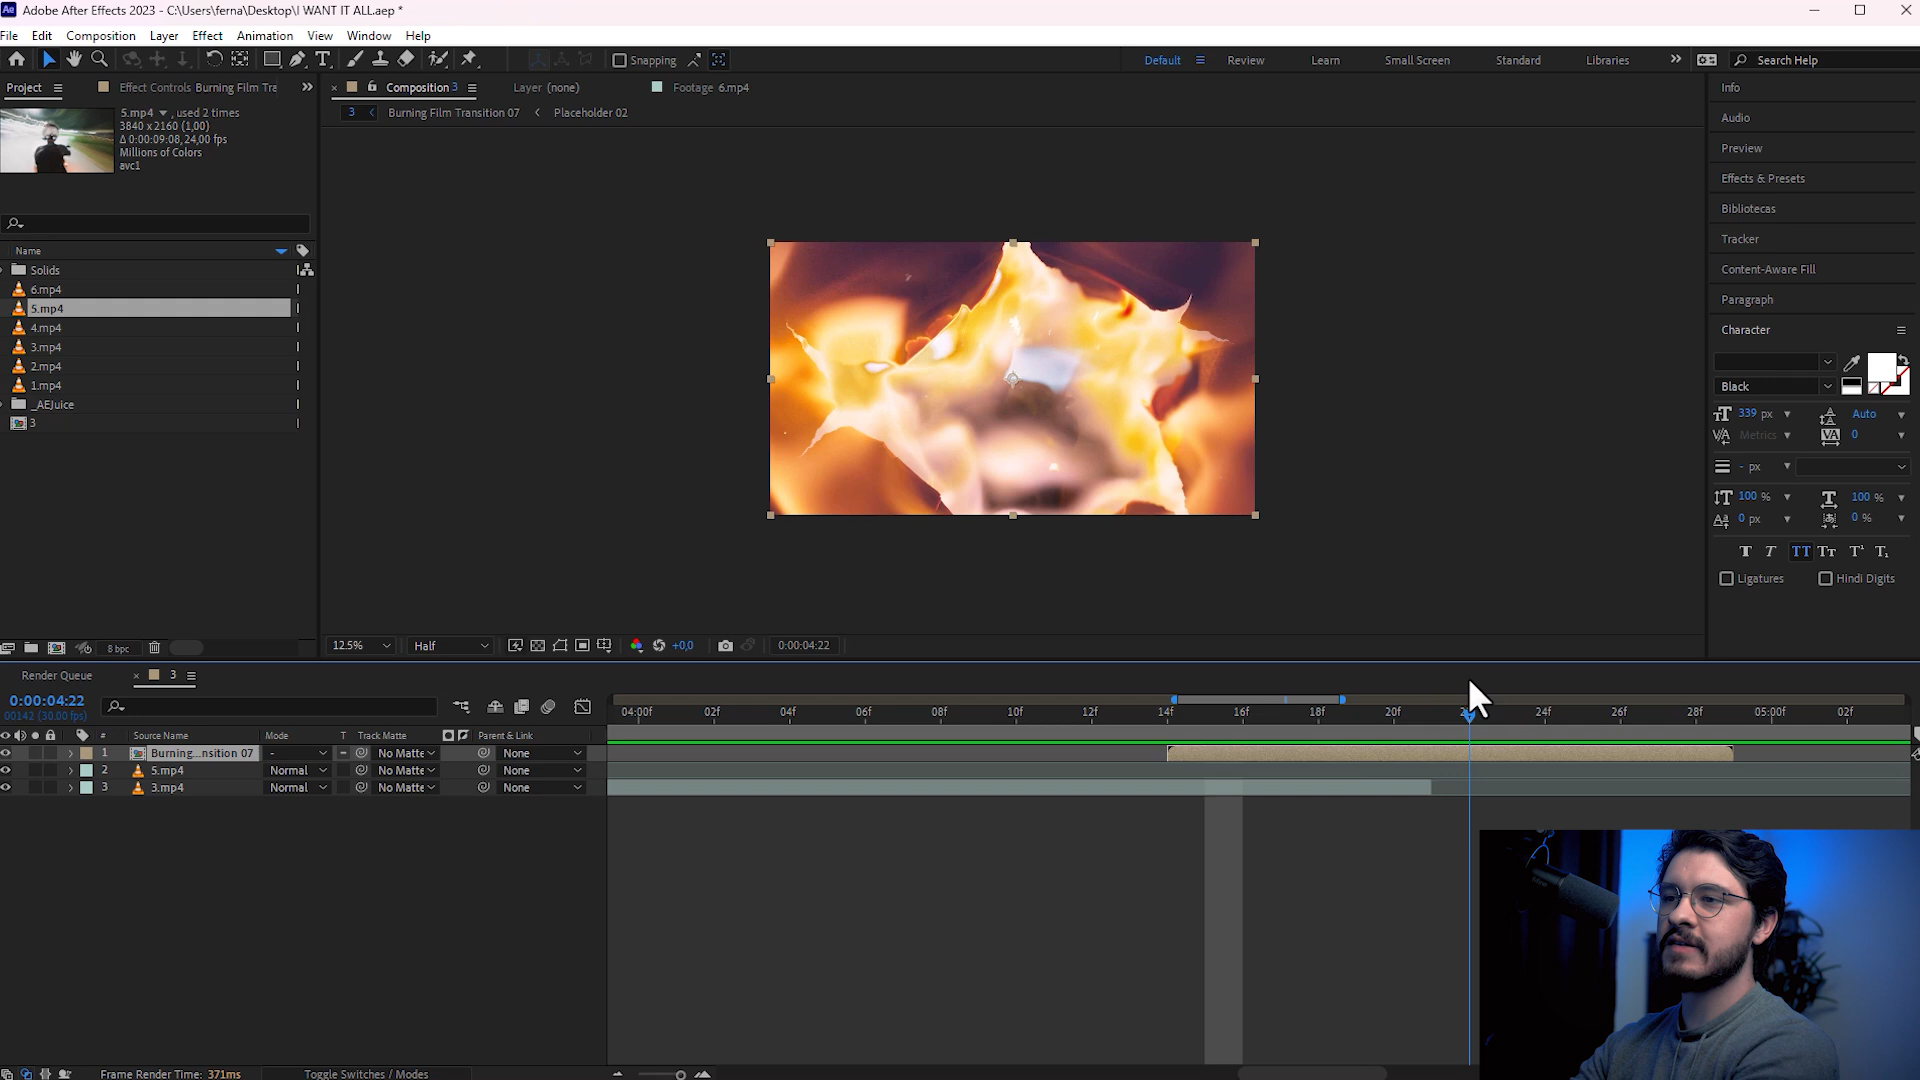 Adobe After Effects 2023 - C:\Users\ferna\Desktop\I WANT IT ALL.aep *
File Edit Composition Layer Effect Animation View Window Help
Snapping
Default Review Learn Small Screen Standard Libraries
Search Help
Project
Effect Controls Burning Film Tra
Composition 3
Layer (none)
Footage 6.mp4
3 Burning Film Transition 07 Placeholder 02
5.mp4 , used 2 times
3840 x 2160 (1,00)
Δ 0:00:09:08, 24,00 fps
Millions of Colors
avc1
Name
Solids
6.mp4
5.mp4
4.mp4
3.mp4
2.mp4
1.mp4
_AEJuice
3
8 bpc
12.5%
Half
+0,0
0:00:04:22
Info
Audio
Preview
Effects & Presets
Bibliotecas
Tracker
Content-Aware Fill
Paragraph
Character
Black
339 px
Auto
Metrics
0
- px
100 %
100 %
0 px
0 %
Ligatures
Hindi Digits
Render Queue
3
0:00:04:22
00142 (30.00 fps)
04:00f 02f 04f 06f 08f 10f 12f 14f 16f 18f 20f 24f 26f 28f 05:00f 02f
# Source Name Mode T Track Matte Parent & Link
1 Burning...nsition 07 - No Matte None
2 5.mp4 Normal No Matte None
3 3.mp4 Normal No Matte None
Frame Render Time: 371ms
Toggle Switches / Modes